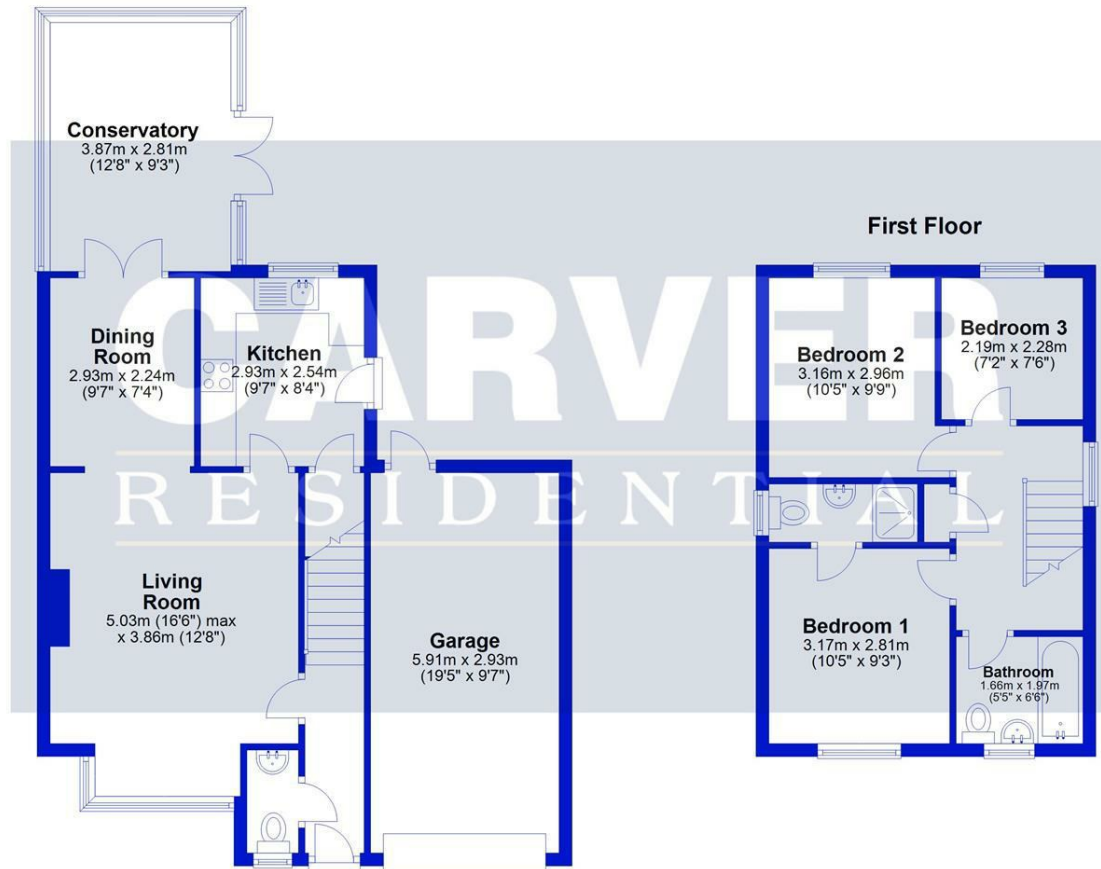 CARVER
RESIDENTIAL
Conservatory
3.87m x 2.81m
(12'8" x 9'3")
Dining
Room
2.93m x 2.24m
(9'7" x 7'4")
Kitchen
2.93m x 2.54m
(9'7" x 8'4")
Living
Room
5.03m (16'6") max
x 3.86m (12'8")
Garage
5.91m x 2.93m
(19'5" x 9'7")
First Floor
Bedroom 2
3.16m x 2.96m
(10'5" x 9'9")
Bedroom 3
2.19m x 2.28m
(7'2" x 7'6")
Bedroom 1
3.17m x 2.81m
(10'5" x 9'3")
Bathroom
1.66m x 1.97m
(5'5" x 6'6")